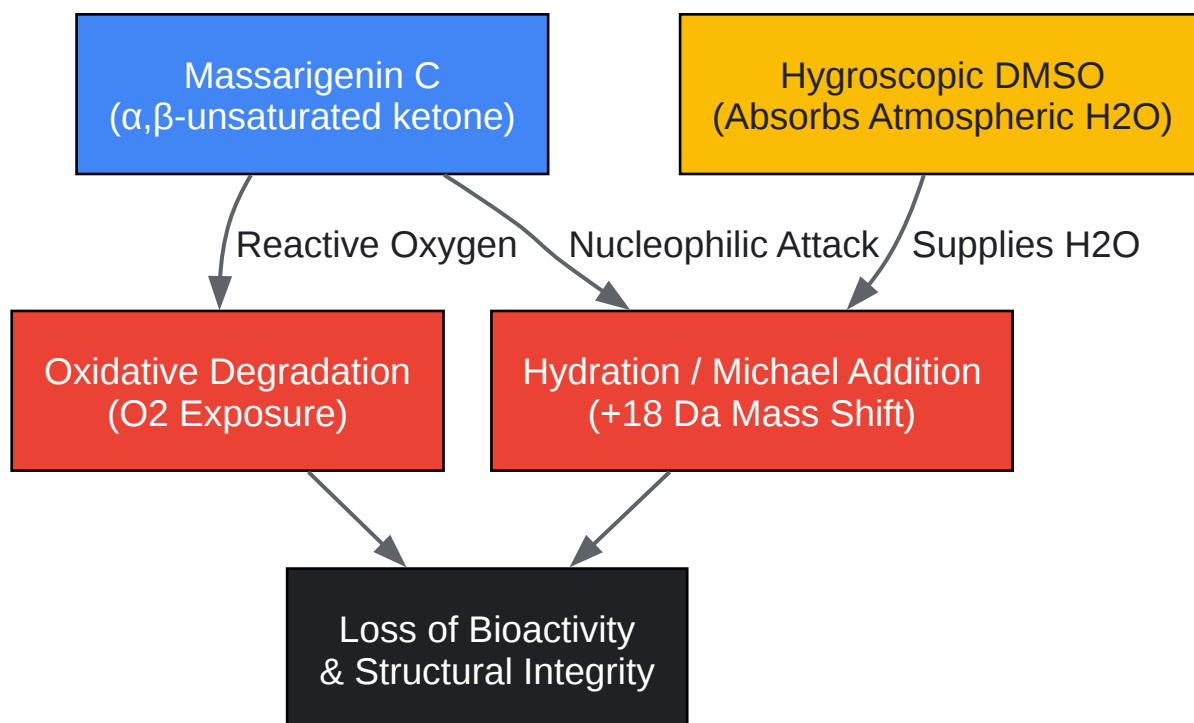 Massarigenin C
(α,β-unsaturated ketone)
Hygroscopic DMSO
(Absorbs Atmospheric H2O)
Reactive Oxygen
Nucleophilic Attack
Supplies H2O
Oxidative Degradation
(O2 Exposure)
Hydration / Michael Addition
(+18 Da Mass Shift)
Loss of Bioactivity
& Structural Integrity